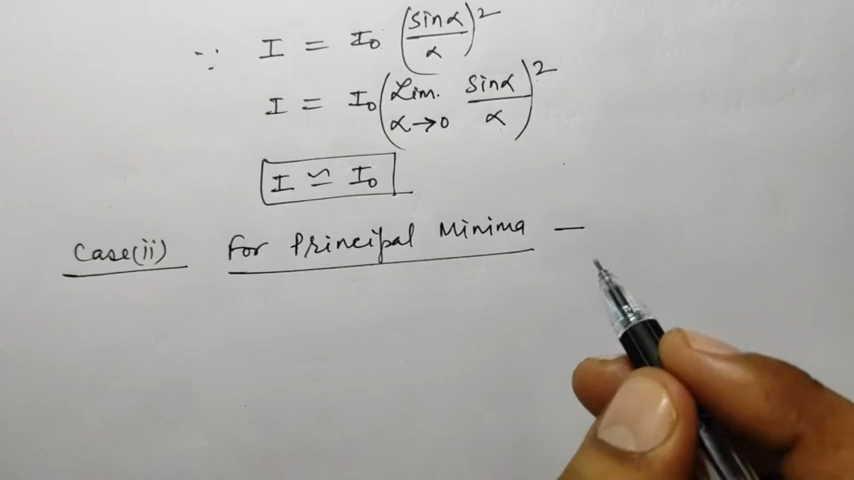 ∵ I = I₀ (sinα/α)²
I = I₀ (Lim. α→0 sinα/α)²
I ≃ I₀
Case(ii) For Principal Minima —